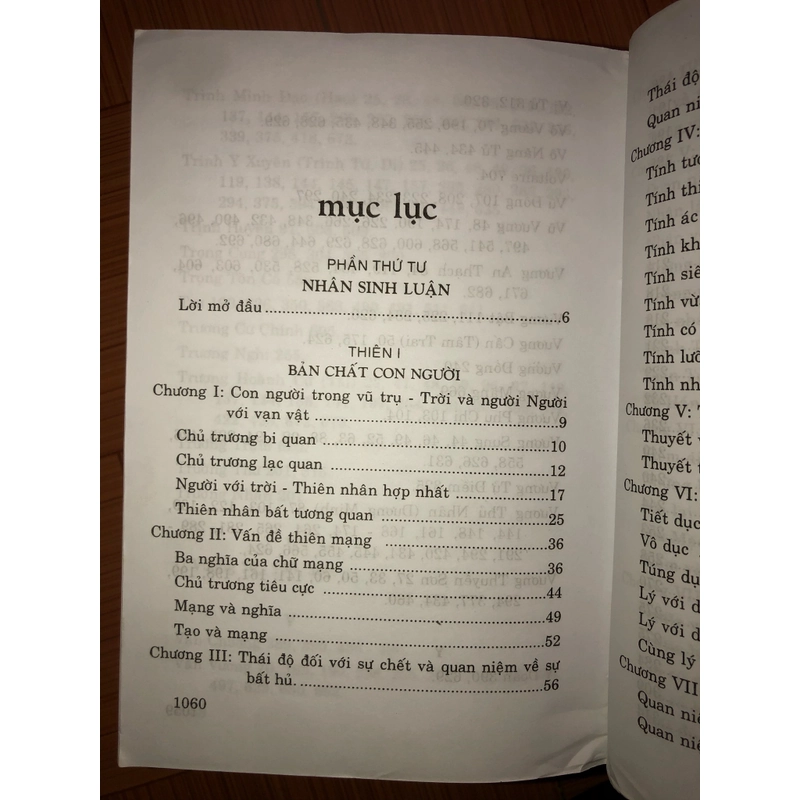 mục lục
PHẦN THỨ TƯ
NHÂN SINH LUẬN
Lời mở đầu ........ 6
THIÊN I
BẢN CHẤT CON NGƯỜI
Chương I: Con người trong vũ trụ - Trời và người Người
với vạn vật ........ 9
Chủ trương bi quan ........ 10
Chủ trương lạc quan ........ 12
Người với trời - Thiên nhân hợp nhất ........ 17
Thiên nhân bất tương quan ........ 25
Chương II: Vấn đề thiên mạng ........ 36
Ba nghĩa của chữ mạng ........ 36
Chủ trương tiêu cực ........ 44
Mạng và nghĩa ........ 49
Tạo và mạng ........ 52
Chương III: Thái độ đối với sự chết và quan niệm về sự
bất hủ. ........ 56
1060
Thái độ
Quan ni
Chương IV:
Tính tư
Tính thi
Tính ác
Tính kh
Tính siê
Tính vừ
Tính có
Tính lưỡ
Tính nh
Chương V:
Thuyết v
Thuyết t
Chương VI:
Tiết dục
Vô dục
Túng dụ
Lý với d
Lý với d
Cùng lý
Chương VII
Quan niệ
Quan niệ